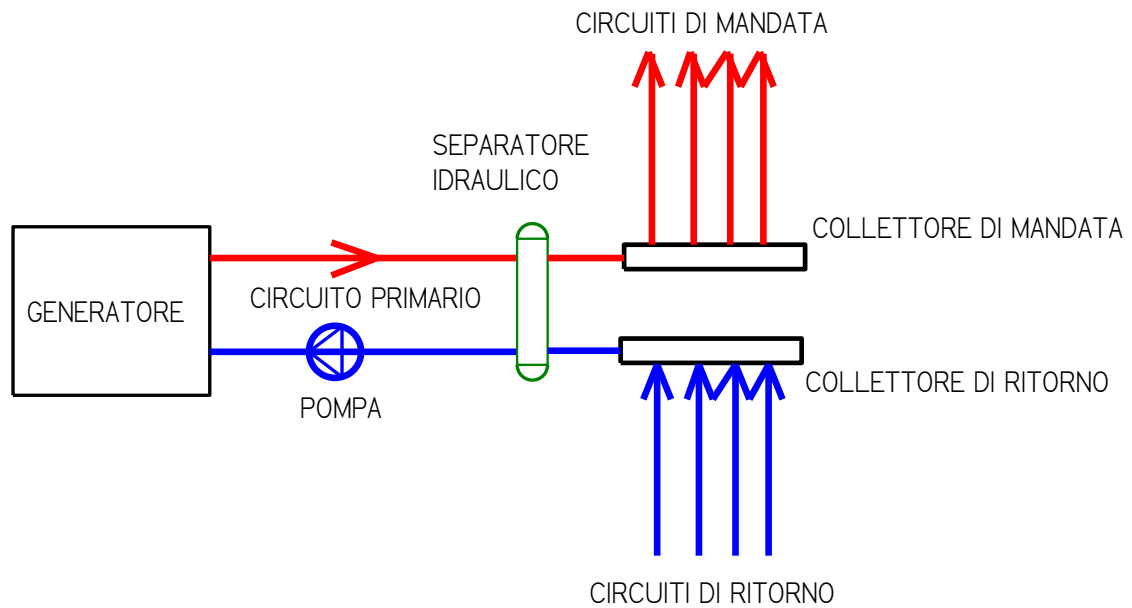 CIRCUITI DI MANDATA
SEPARATORE
IDRAULICO
COLLETTORE DI MANDATA
CIRCUITO PRIMARIO
GENERATORE
COLLETTORE DI RITORNO
POMPA
CIRCUITI DI RITORNO